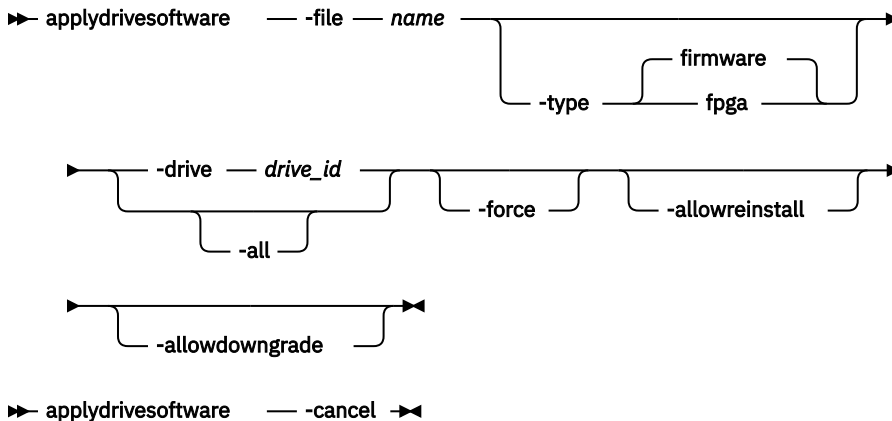 applydrivesoftware -file name
firmware
-type fpga
-drive drive_id
-force -allowreinstall
-all
-allowdowngrade
applydrivesoftware -cancel